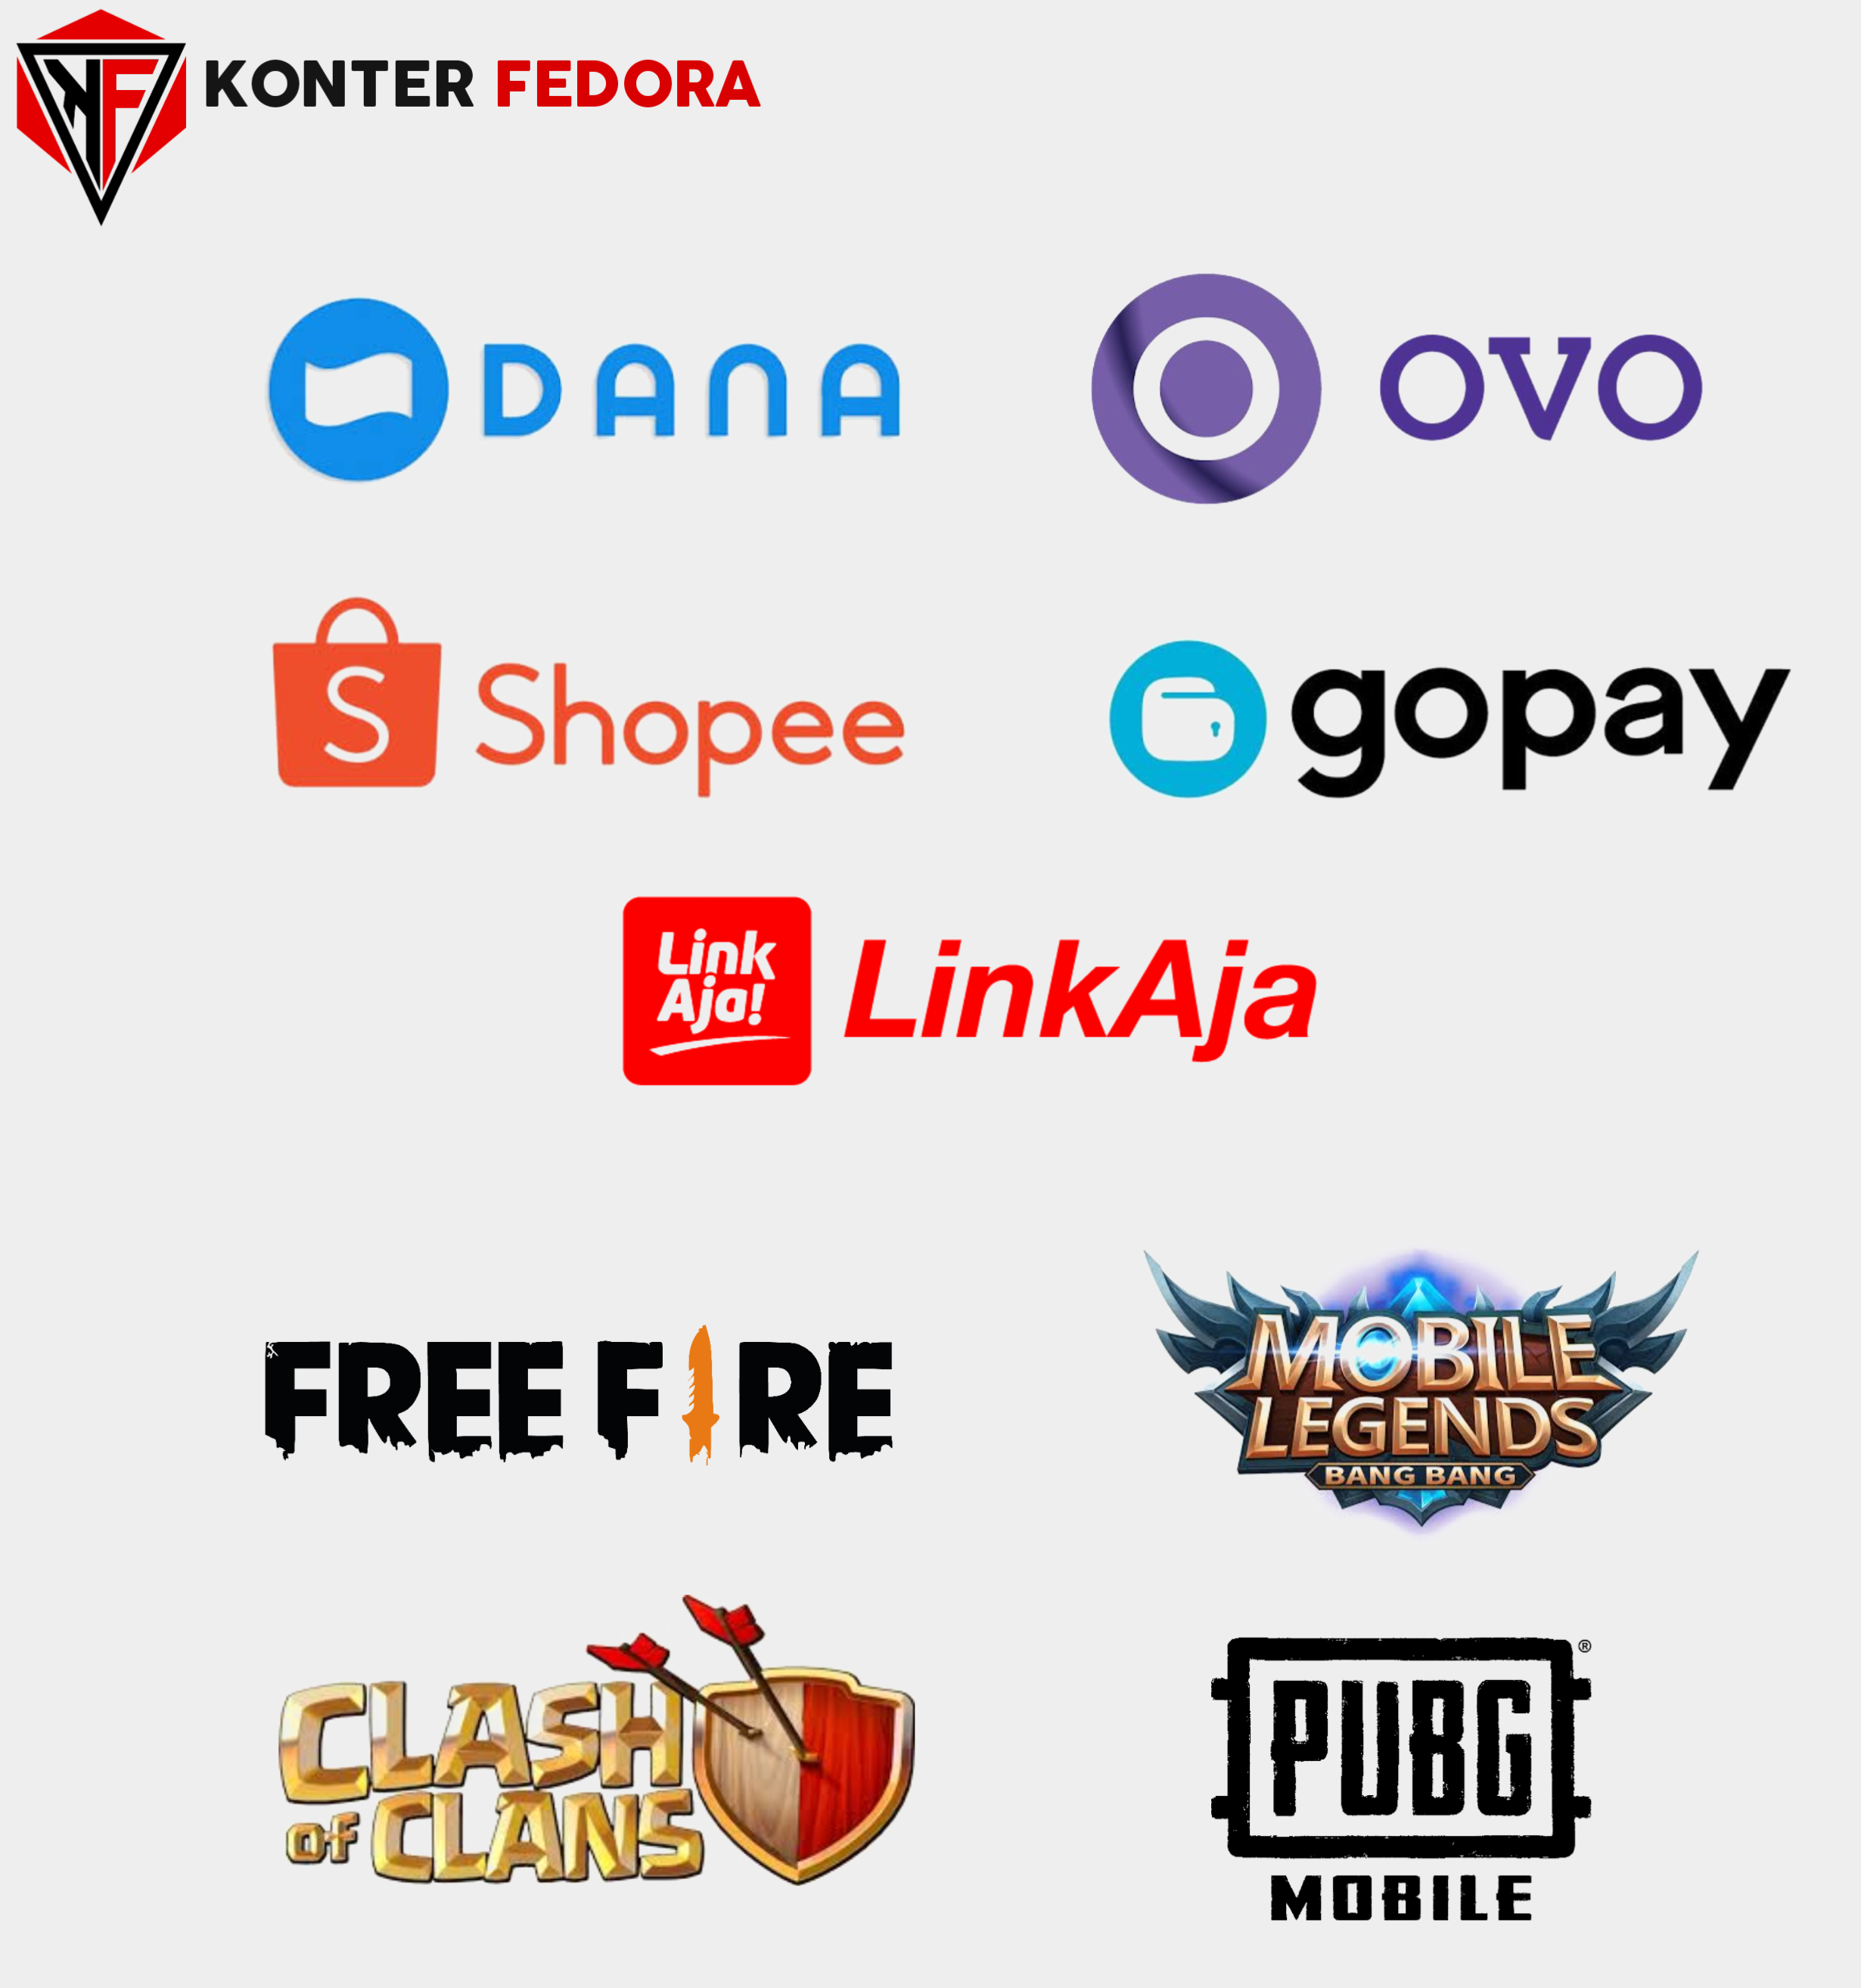 KF
KONTER FEDORA
DANA
OVO
S Shopee
gopay
Link
Aja!
LinkAja
FREE FIRE
MOBILE
LEGENDS
BANG BANG
CLASH
OF CLANS
PUBG
®
MOBILE